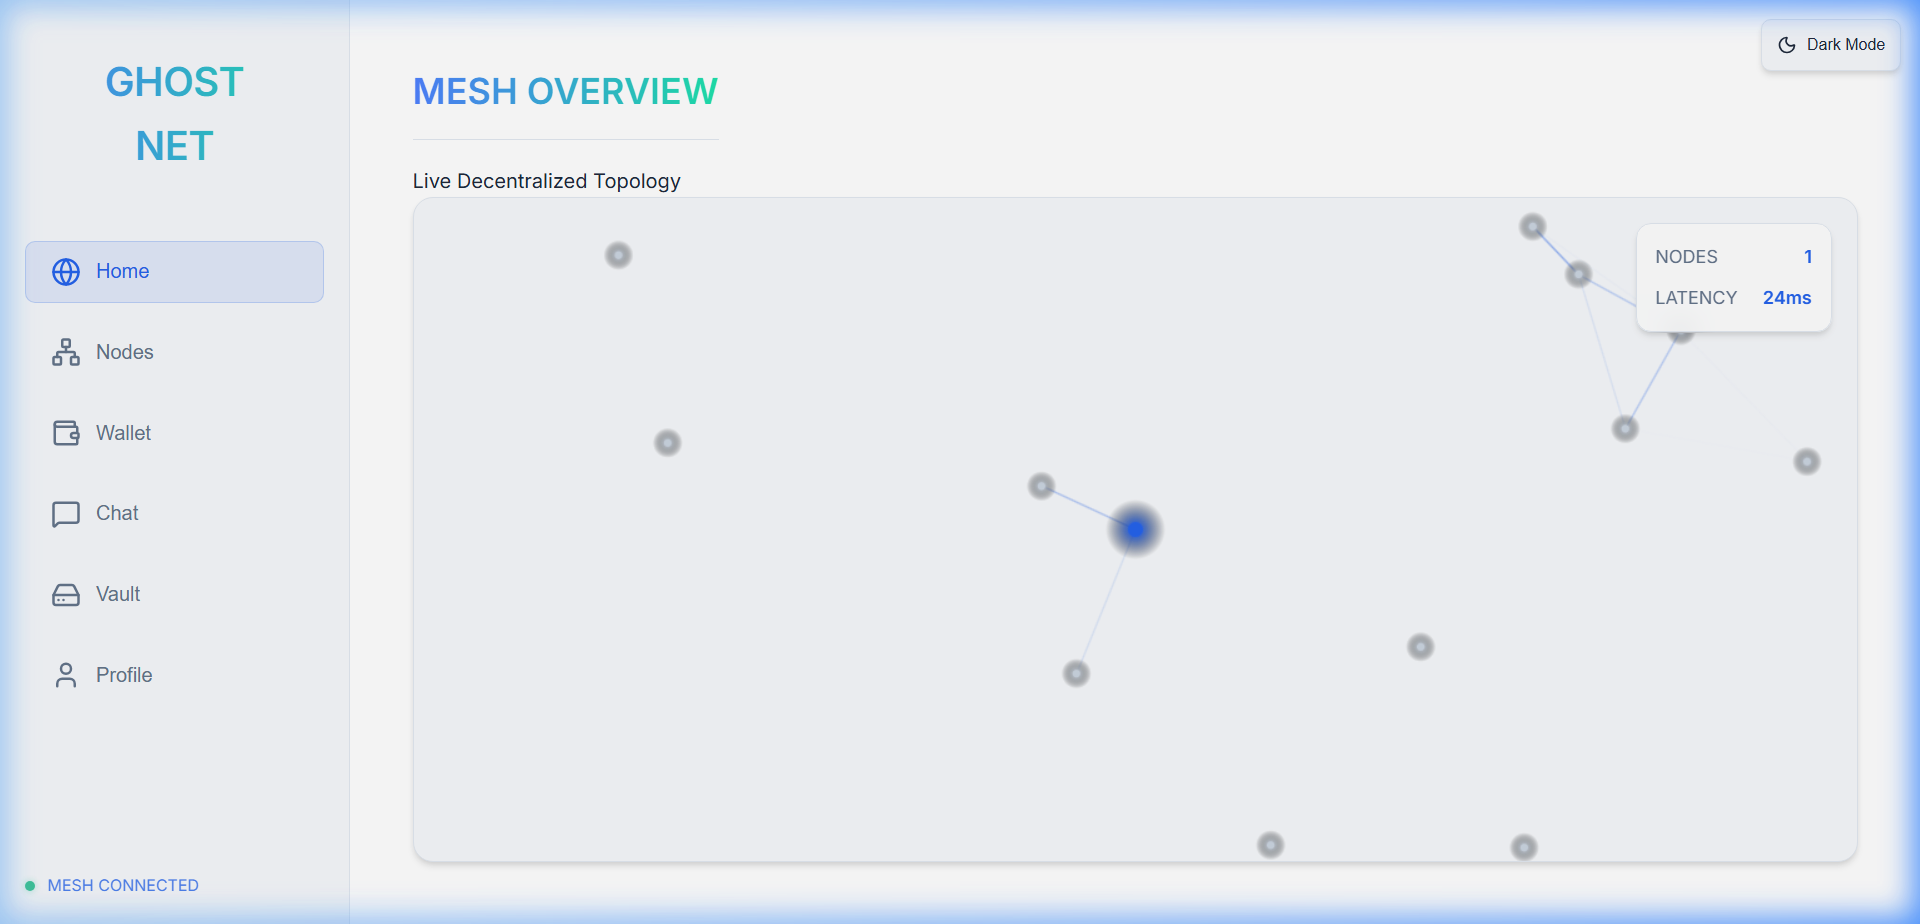 GHOST
NET
Home
Nodes
Wallet
Chat
Vault
Profile
MESH CONNECTED
Dark Mode
MESH OVERVIEW
Live Decentralized Topology
NODES 1
LATENCY 24ms